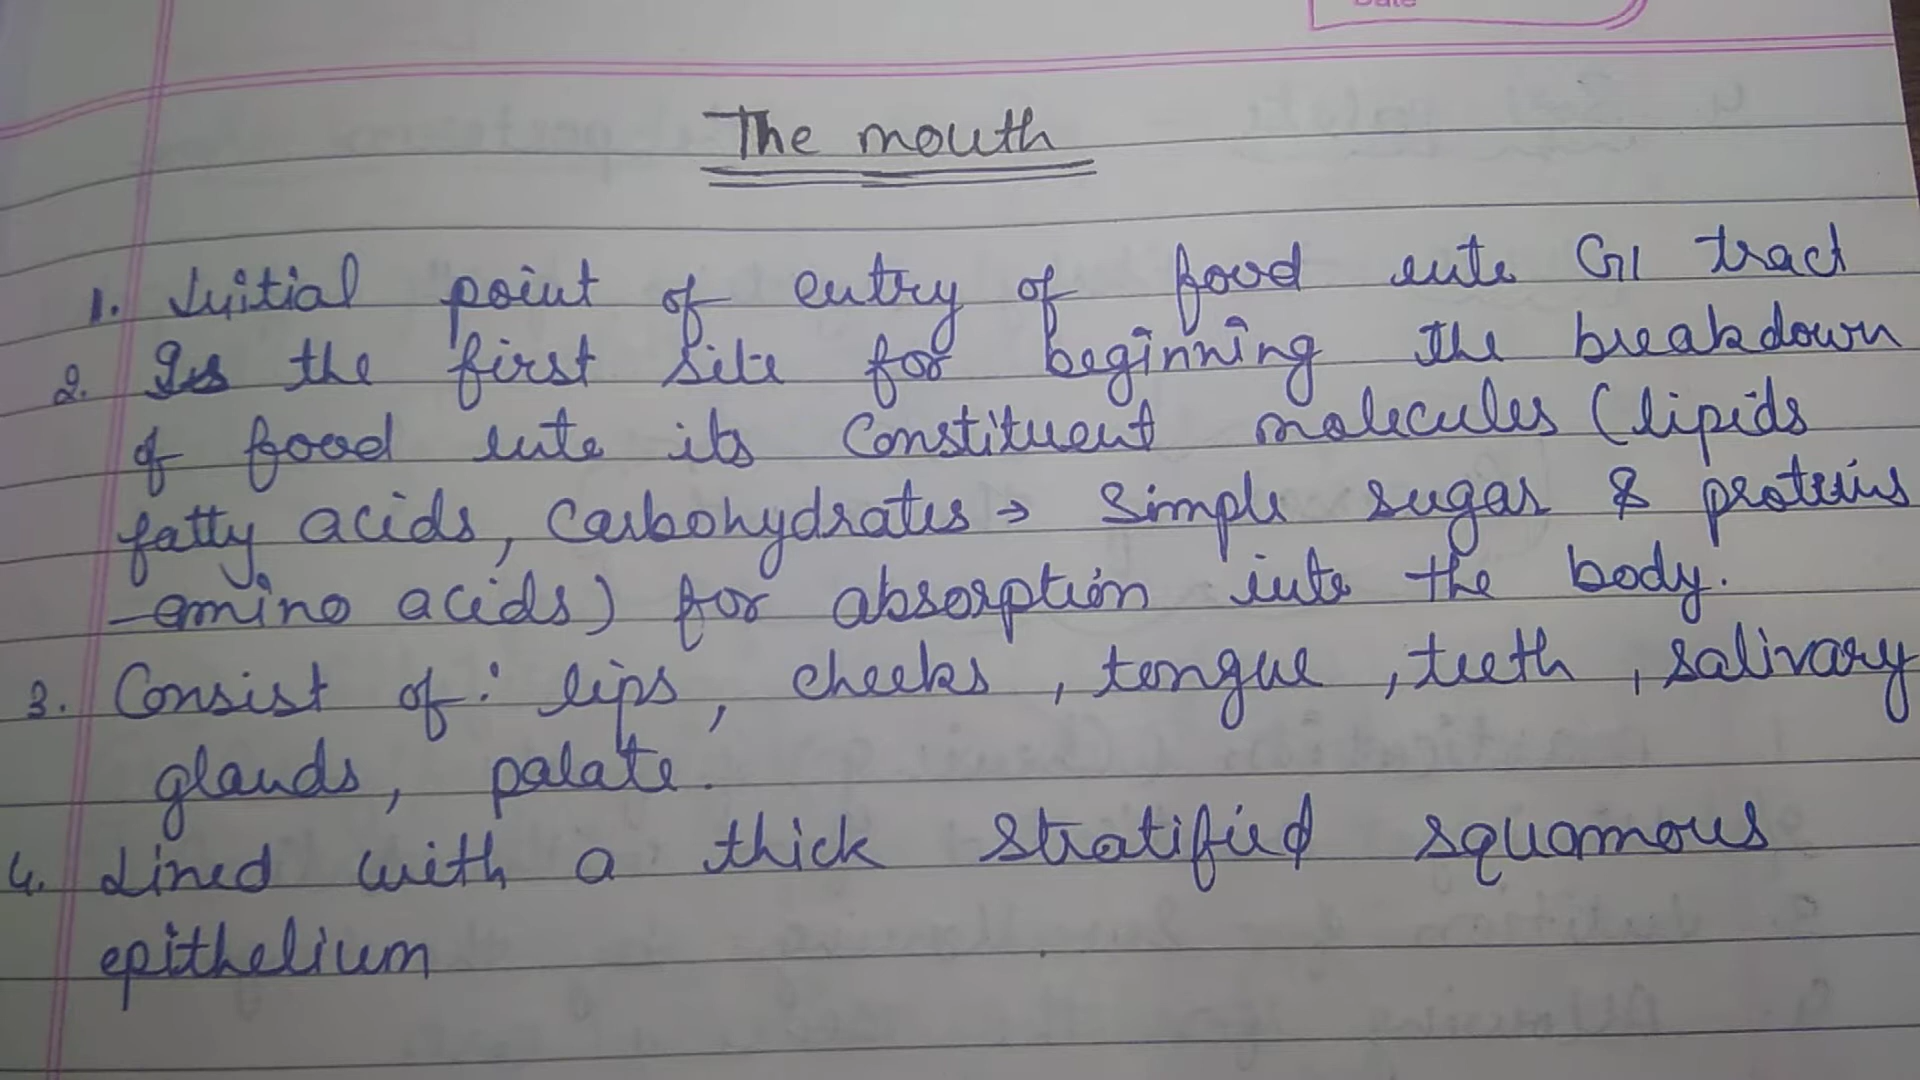 Date
The mouth
1. Initial point of entry of food into GI tract
2. Is the first site for beginning the breakdown
of food into its constituent molecules (lipids
fatty acids, Carbohydrates → simple sugar & proteins
-amino acids) for absorption into the body.
3. Consist of: lips, cheeks, tongue, teeth, salivary
glands, palate.
4. Lined with a thick stratified squamous
epithelium